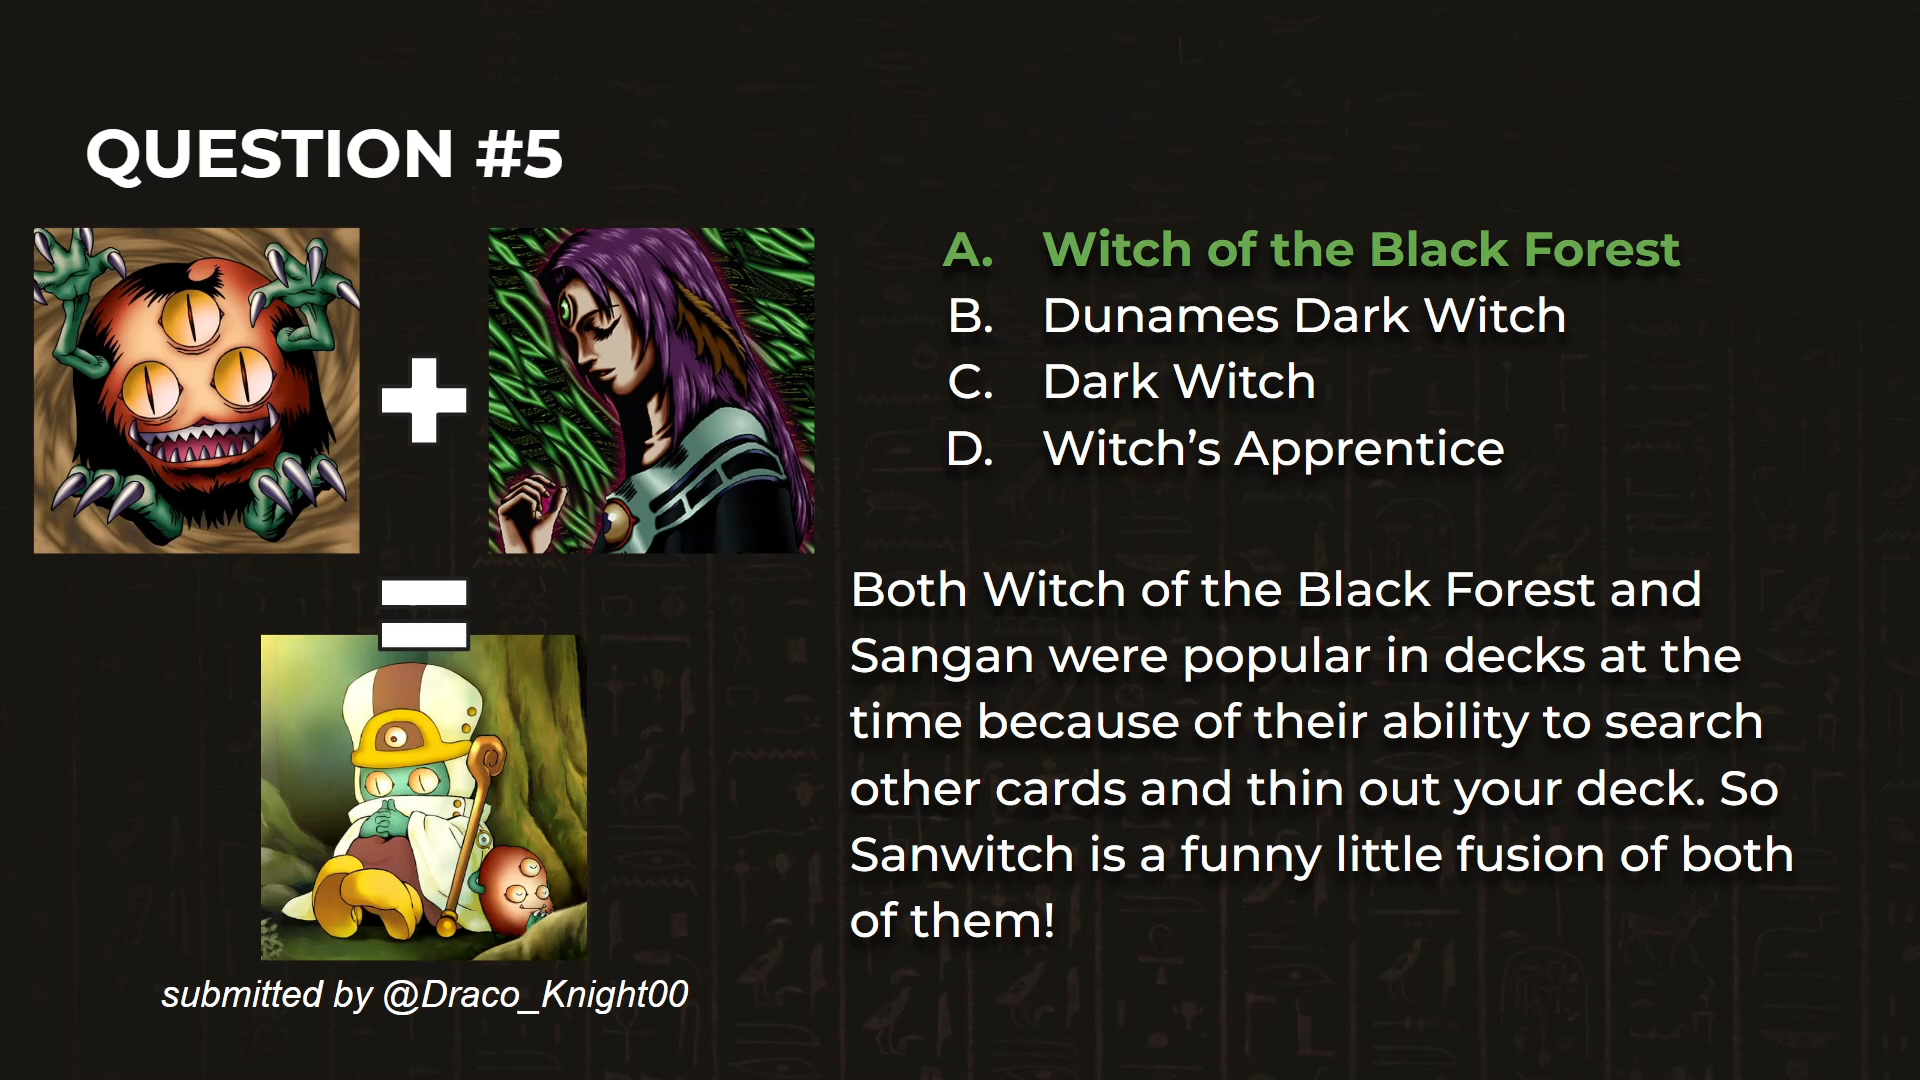 QUESTION #5
A. Witch of the Black Forest
B. Dunames Dark Witch
C. Dark Witch
D. Witch’s Apprentice
Both Witch of the Black Forest and
Sangan were popular in decks at the
time because of their ability to search
other cards and thin out your deck. So
Sanwitch is a funny little fusion of both
of them!
submitted by @Draco_Knight00